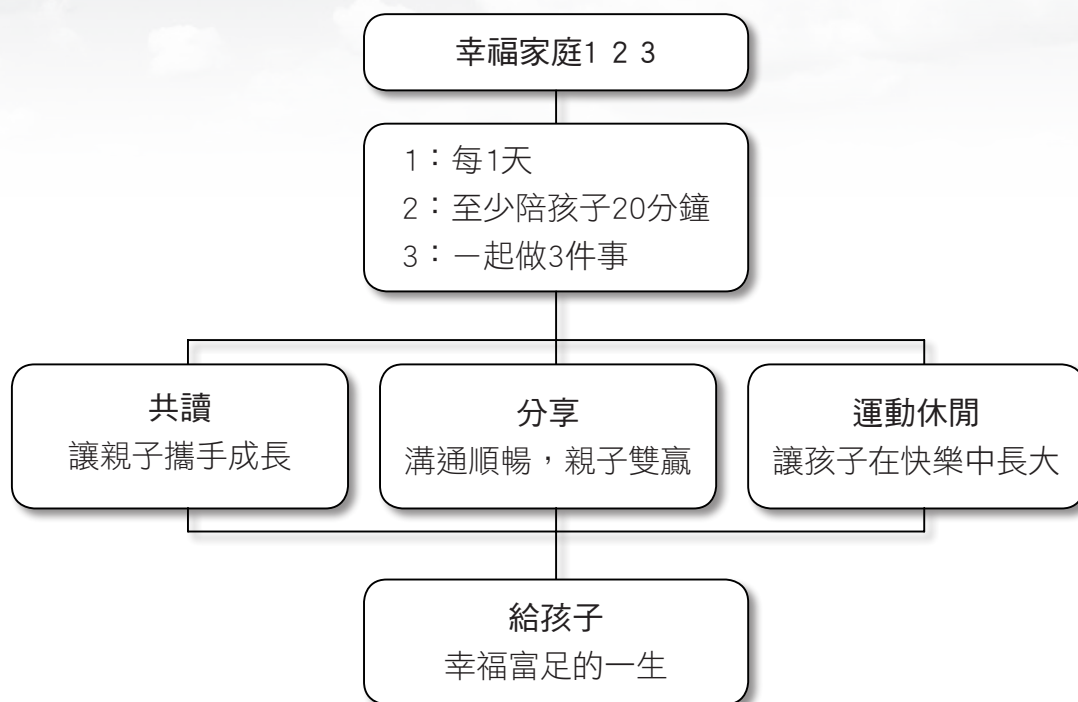 幸福家庭1 2 3
1：每1天
2：至少陪孩子20分鐘
3：一起做3件事
共讀
讓親子攜手成長
分享
溝通順暢，親子雙贏
運動休閒
讓孩子在快樂中長大
給孩子
幸福富足的一生